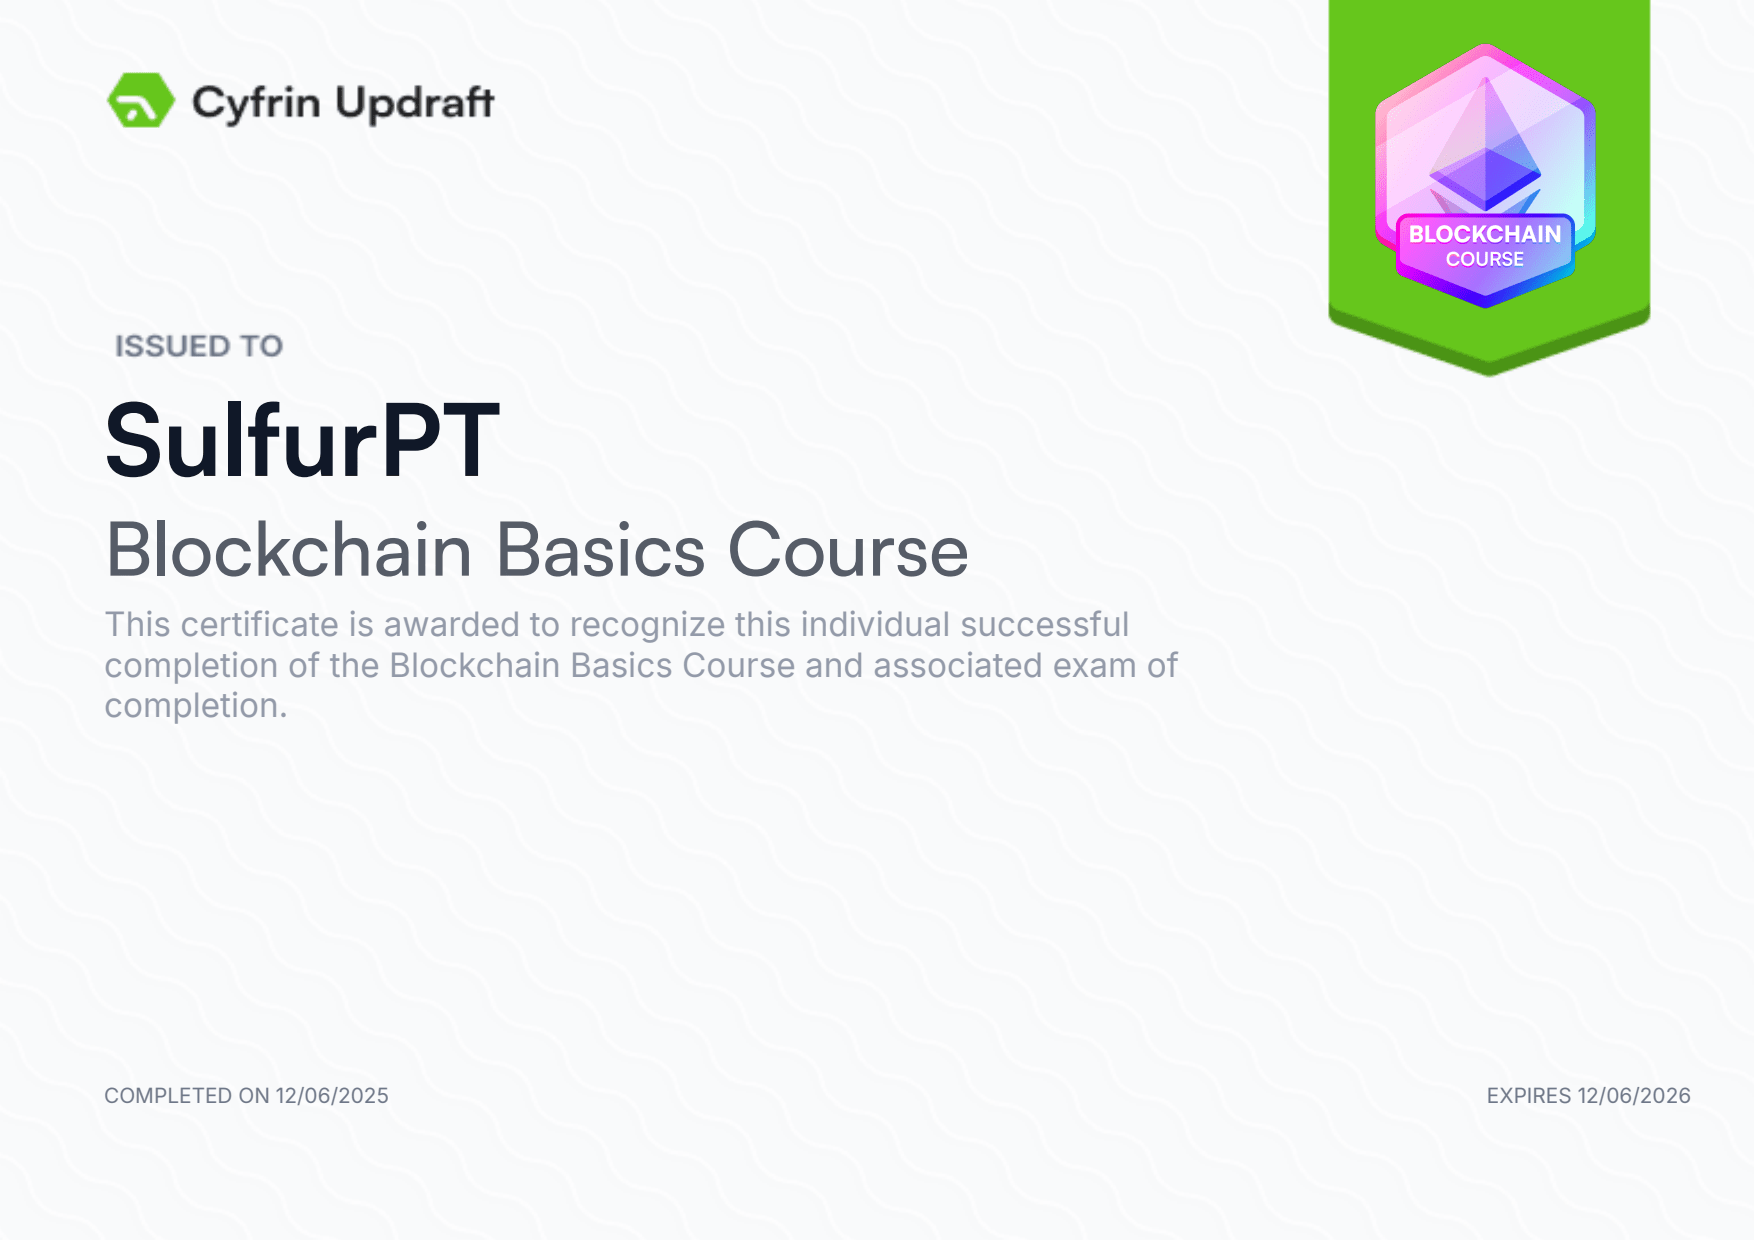 Cyfrin Updraft
BLOCKCHAIN
COURSE
ISSUED TO
SulfurPT
Blockchain Basics Course
This certificate is awarded to recognize this individual successful
completion of the Blockchain Basics Course and associated exam of
completion.
COMPLETED ON 12/06/2025
EXPIRES 12/06/2026